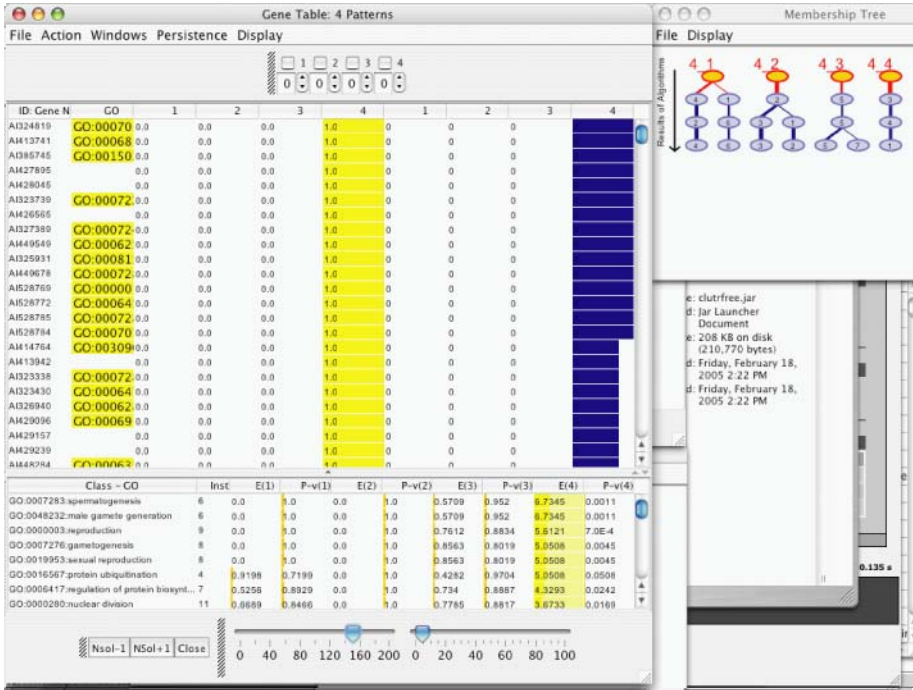 Gene Table: 4 Patterns
File Action Windows Persistence Display
1 2 3 4
0 0 0 0
ID: Gene N GO 1 2 3 4 1 2 3 4
AI324819 GO:00070 0.0 0.0 0.0 1.0 0 0 0
AI413741 GO:00068 0.0 0.0 0.0 1.0 0 0 0
AI385745 GO:00150 0.0 0.0 0.0 1.0 0 0 0
AI427895 0.0 0.0 0.0 1.0 0 0 0
AI428045 0.0 0.0 0.0 1.0 0 0 0
AI323739 GO:00072 0.0 0.0 0.0 1.0 0 0 0
AI426565 0.0 0.0 0.0 1.0 0 0 0
AI327389 GO:00072 0.0 0.0 0.0 1.0 0 0 0
AI449549 GO:00062 0.0 0.0 0.0 1.0 0 0 0
AI325931 GO:00081 0.0 0.0 0.0 1.0 0 0 0
AI449678 GO:00072 0.0 0.0 0.0 1.0 0 0 0
AI528769 GO:00000 0.0 0.0 0.0 1.0 0 0 0
AI528772 GO:00064 0.0 0.0 0.0 1.0 0 0 0
AI528785 GO:00072 0.0 0.0 0.0 1.0 0 0 0
AI528784 GO:00070 0.0 0.0 0.0 1.0 0 0 0
AI414764 GO:00309 0.0 0.0 0.0 1.0 0 0 0
AI413942 0.0 0.0 0.0 1.0 0 0 0
AI323338 GO:00072 0.0 0.0 0.0 1.0 0 0 0
AI323430 GO:00064 0.0 0.0 0.0 1.0 0 0 0
AI326940 GO:00062 0.0 0.0 0.0 1.0 0 0 0
AI429096 GO:00069 0.0 0.0 0.0 1.0 0 0 0
AI429157 0.0 0.0 0.0 1.0 0 0 0
AI429239 0.0 0.0 0.0 1.0 0 0 0
AI448284 GO:00063 0.0 0.0 0.0 1.0 0 0 0
Class - GO Inst E(1) P-v(1) E(2) P-v(2) E(3) P-v(3) E(4) P-v(4)
GO:0007283:spermatogenesis 6 0.0 1.0 0.0 1.0 0.5709 0.952 6.7345 0.0011
GO:0048232:male gamete generation 6 0.0 1.0 0.0 1.0 0.5709 0.952 6.7345 0.0011
GO:0000003:reproduction 9 0.0 1.0 0.0 1.0 0.7612 0.8834 5.6121 7.0E-4
GO:0007276:gametogenesis 8 0.0 1.0 0.0 1.0 0.8563 0.8019 5.0508 0.0045
GO:0019953:sexual reproduction 8 0.0 1.0 0.0 1.0 0.8563 0.8019 5.0508 0.0045
GO:0016567:protein ubiquitination 4 0.9198 0.7199 0.0 1.0 0.4282 0.9704 5.0508 0.0508
GO:0006417:regulation of protein biosynt... 7 0.5256 0.8929 0.0 1.0 0.734 0.8887 4.3293 0.0242
GO:0000280:nuclear division 11 0.6689 0.8466 0.0 1.0 0.7785 0.8817 3.6733 0.0169
Nsol-1 NSol+1 Close
0 40 80 120 160 200
0 20 40 60 80 100
Membership Tree
File Display
Results of Algorithms
4_1 4_2 4_3 4_4
4 1 2 5 3
2 6 3 1 5 4
4 6 3 2 5 7 1
e: clutrfree.jar
d: Jar Launcher
Document
e: 208 KB on disk
(210,770 bytes)
d: Friday, February 18,
2005 2:22 PM
d: Friday, February 18,
2005 2:22 PM
0.135 s